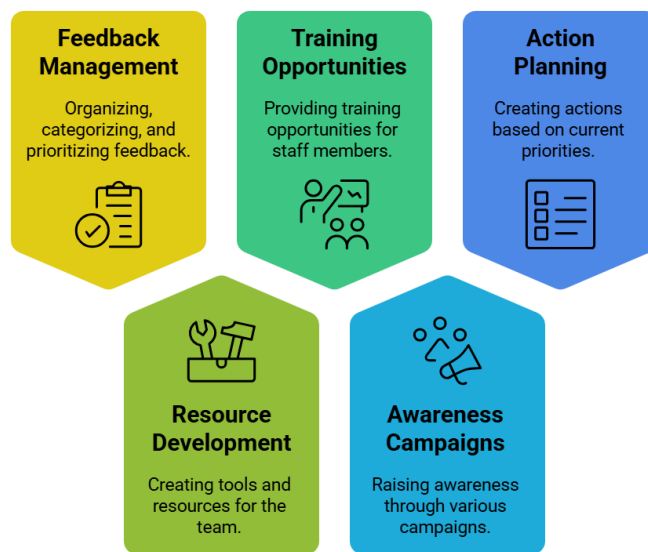 Feedback
Management
Organizing,
categorizing, and
prioritizing feedback.
Training
Opportunities
Providing training
opportunities for
staff members.
Action
Planning
Creating actions
based on current
priorities.
Resource
Development
Creating tools and
resources for the
team.
Awareness
Campaigns
Raising awareness
through various
campaigns.